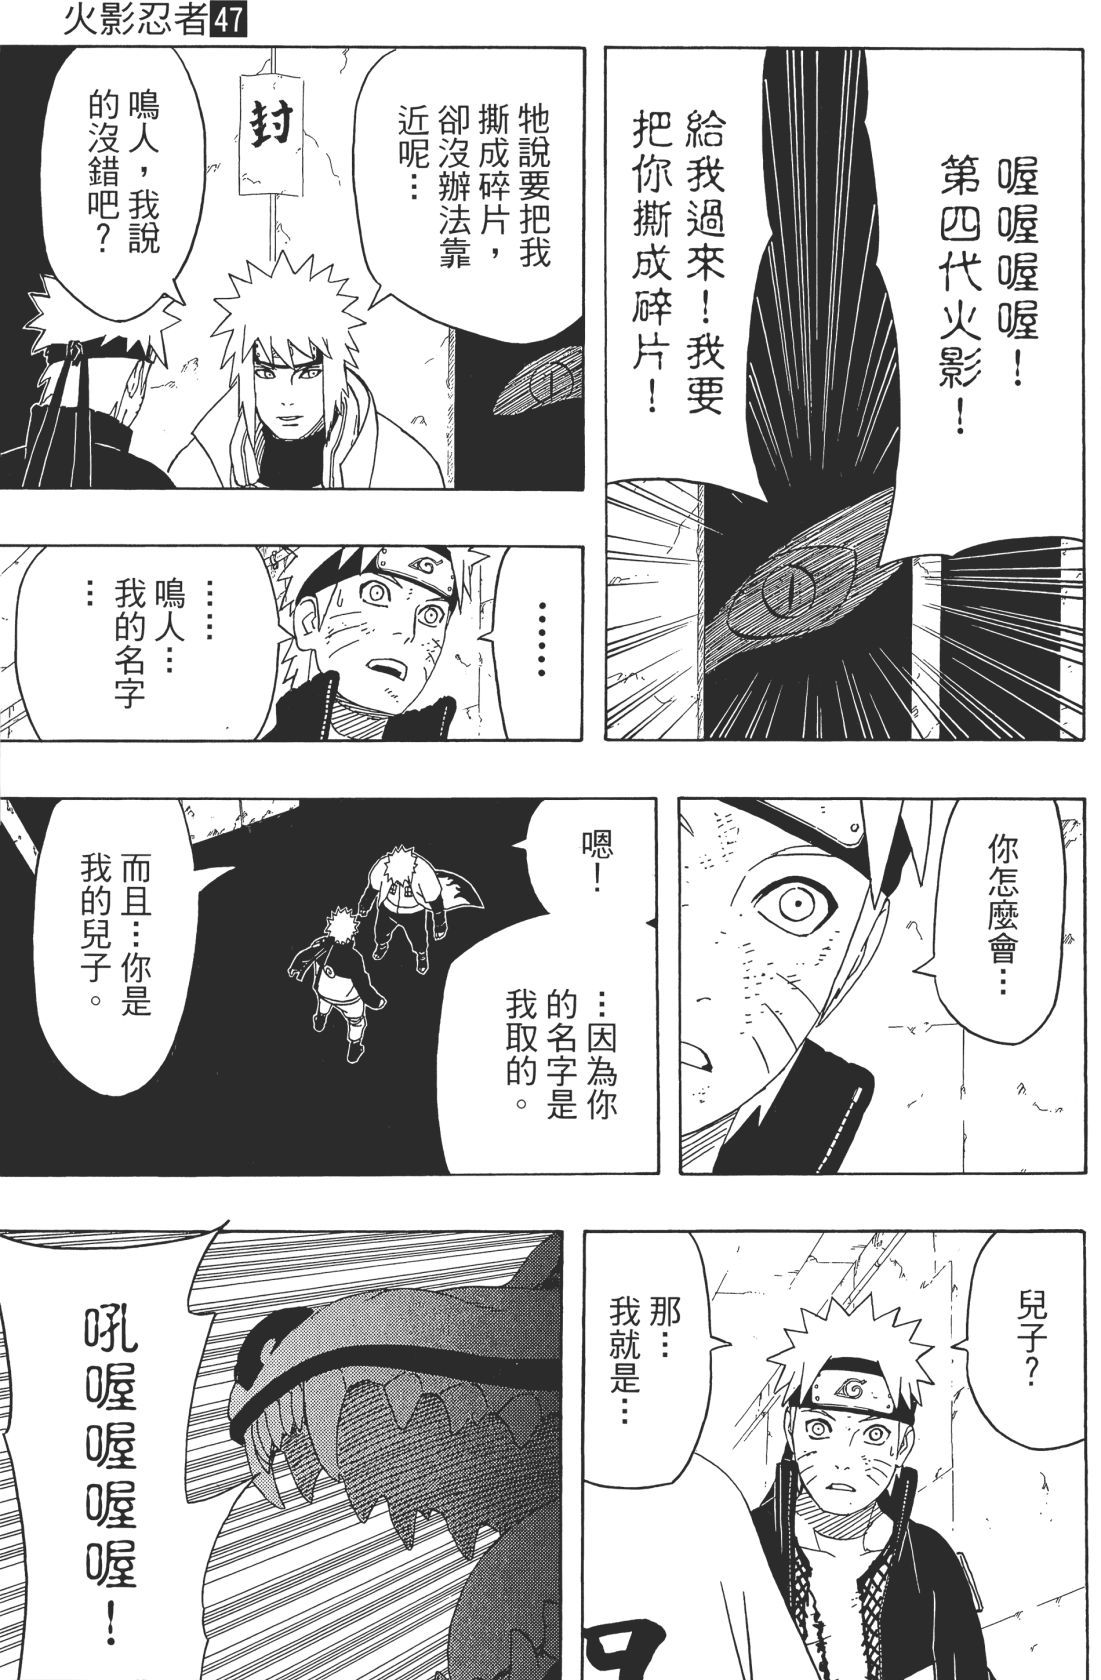 火影忍者47
喔喔喔喔！
第四代火影！
給我過來！我要
把你撕成碎片！
牠說要把我
撕成碎片，
卻沒辦法靠
近呢…
封
鳴人，我說
的沒錯吧？
……
……
鳴人…
我的名字
…
你怎麼會…
嗯！
…因為你
的名字是
我取的。
而且…你是
我的兒子。
兒子？
那…
我就是…
吼喔喔喔喔！